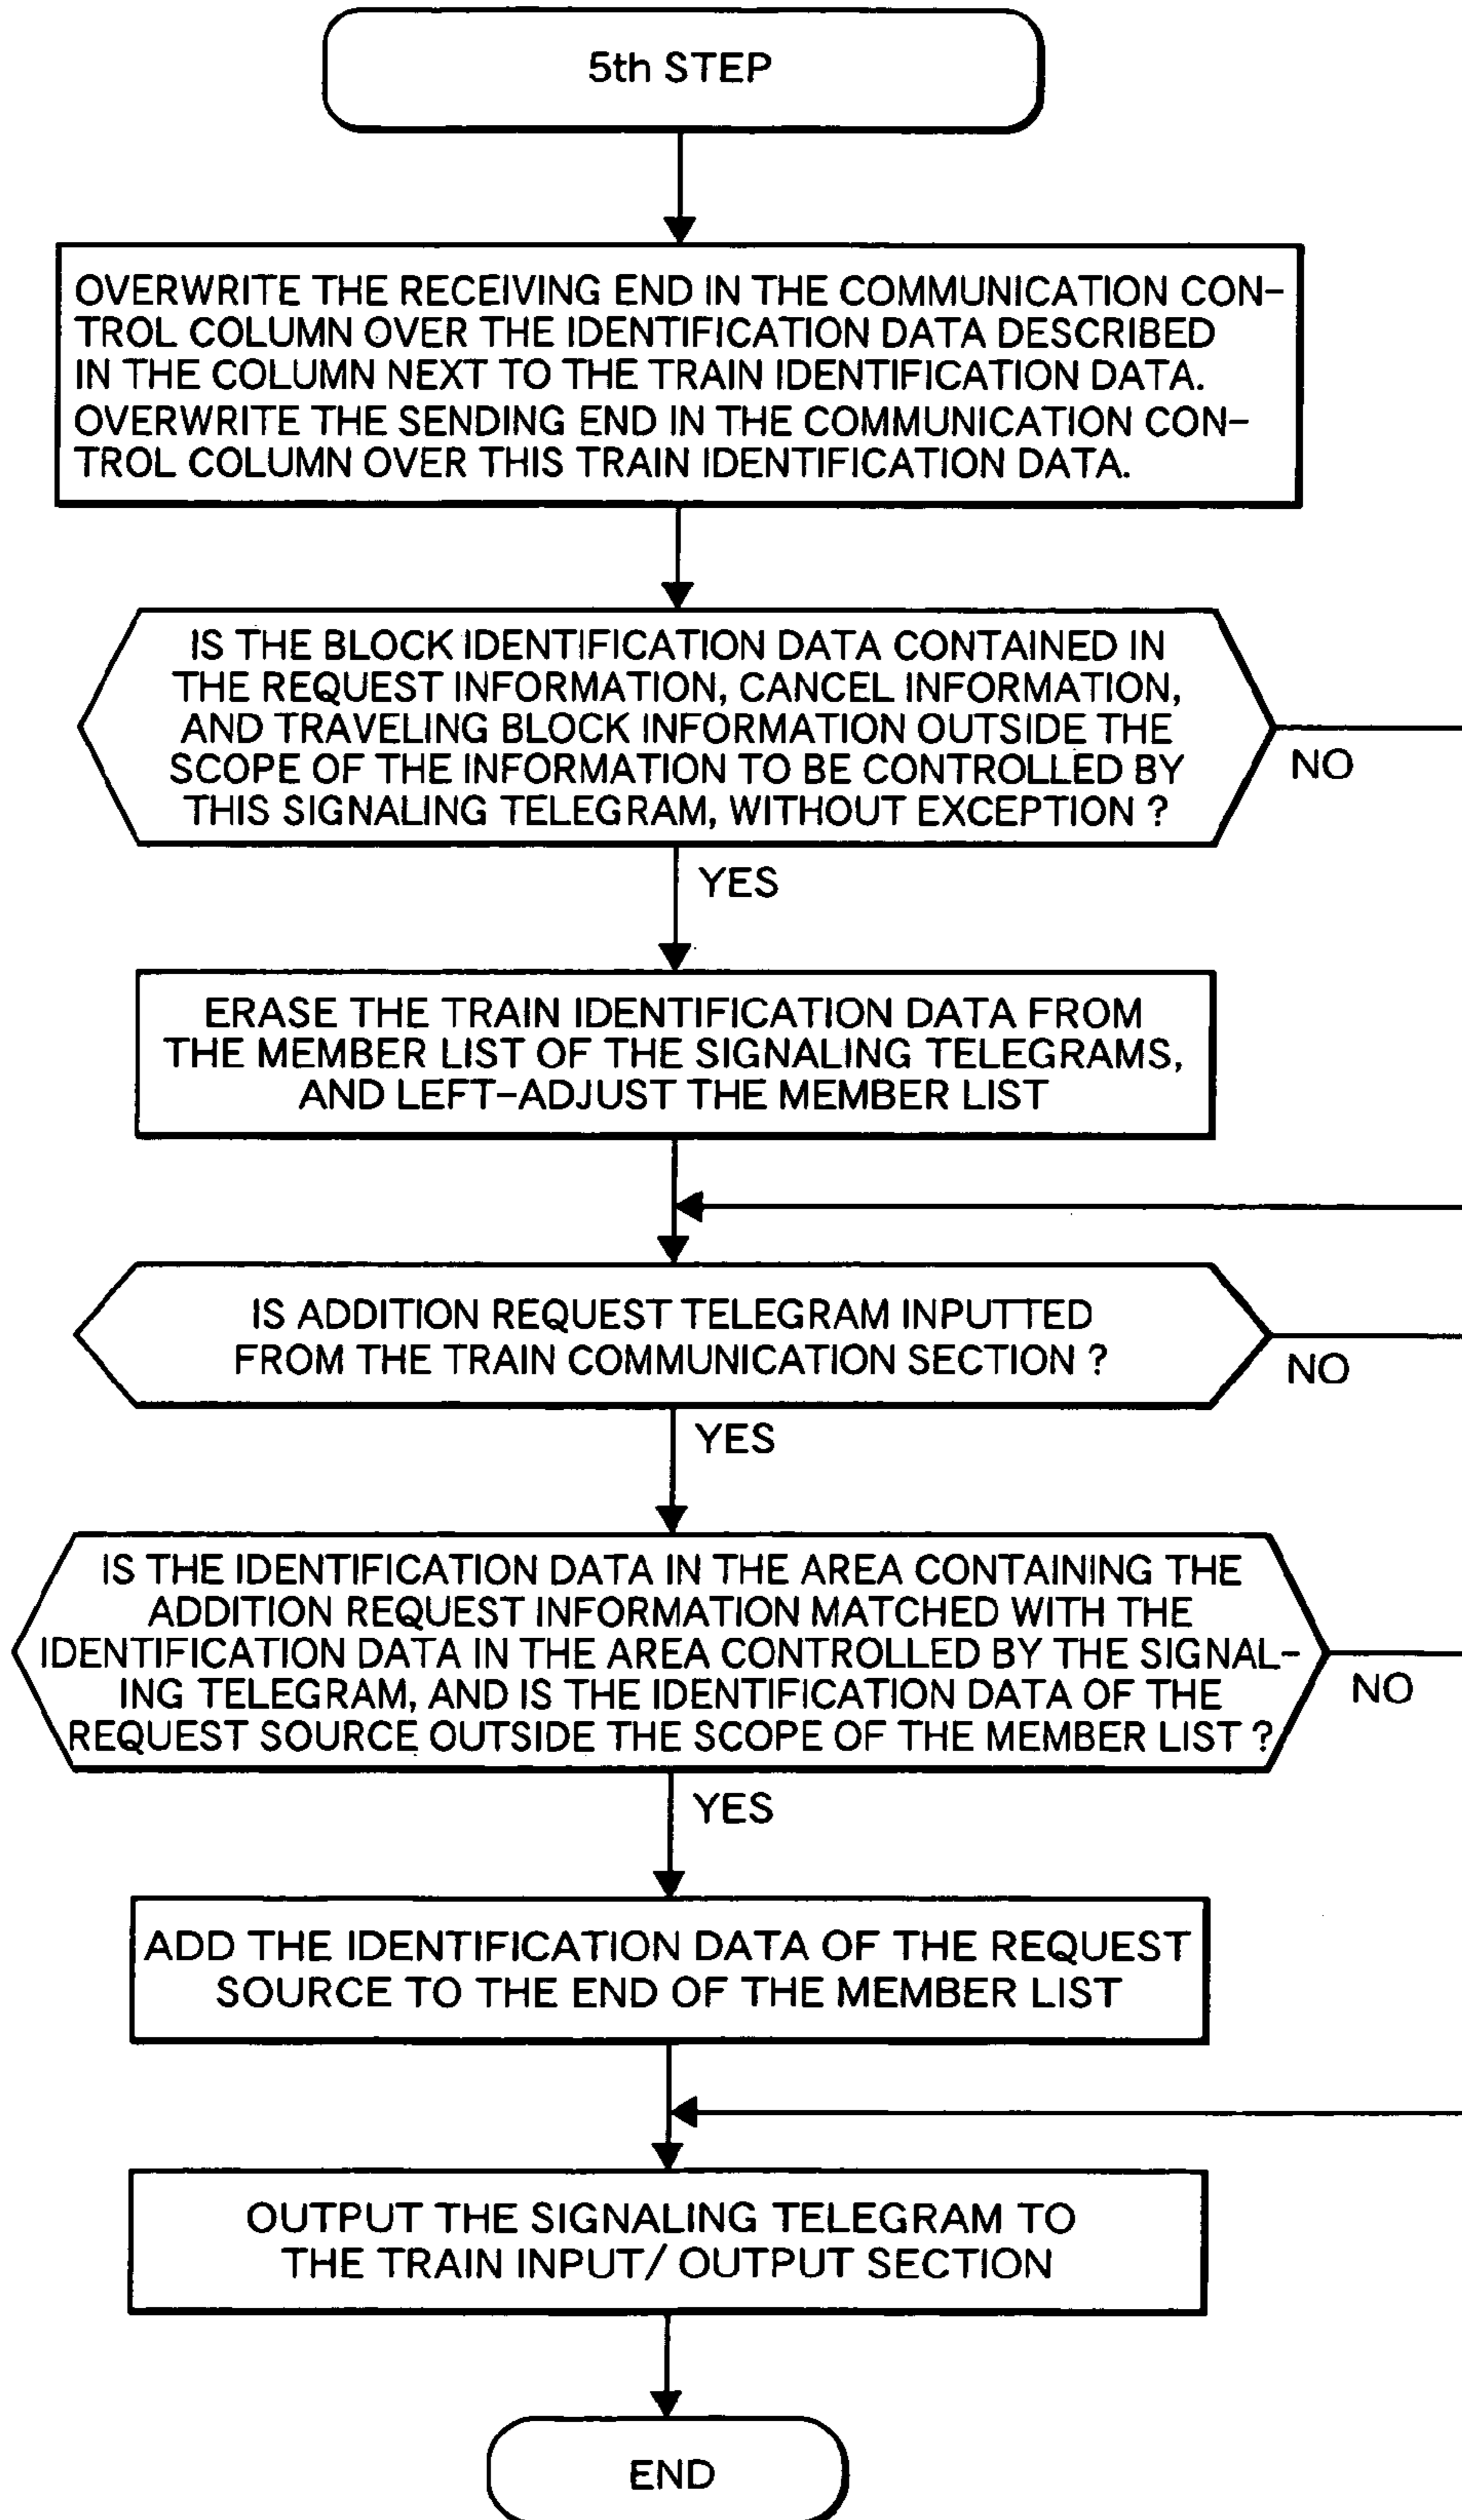 5th STEP
OVERWRITE THE RECEIVING END IN THE COMMUNICATION CON-
TROL COLUMN OVER THE IDENTIFICATION DATA DESCRIBED
IN THE COLUMN NEXT TO THE TRAIN IDENTIFICATION DATA.
OVERWRITE THE SENDING END IN THE COMMUNICATION CON-
TROL COLUMN OVER THIS TRAIN IDENTIFICATION DATA.
IS THE BLOCK IDENTIFICATION DATA CONTAINED IN
THE REQUEST INFORMATION, CANCEL INFORMATION,
AND TRAVELING BLOCK INFORMATION OUTSIDE THE
SCOPE OF THE INFORMATION TO BE CONTROLLED BY
THIS SIGNALING TELEGRAM, WITHOUT EXCEPTION ?
NO
YES
ERASE THE TRAIN IDENTIFICATION DATA FROM
THE MEMBER LIST OF THE SIGNALING TELEGRAMS,
AND LEFT-ADJUST THE MEMBER LIST
IS ADDITION REQUEST TELEGRAM INPUTTED
FROM THE TRAIN COMMUNICATION SECTION ?
NO
YES
IS THE IDENTIFICATION DATA IN THE AREA CONTAINING THE
ADDITION REQUEST INFORMATION MATCHED WITH THE
IDENTIFICATION DATA IN THE AREA CONTROLLED BY THE SIGNAL-
ING TELEGRAM, AND IS THE IDENTIFICATION DATA OF THE
REQUEST SOURCE OUTSIDE THE SCOPE OF THE MEMBER LIST ?
NO
YES
ADD THE IDENTIFICATION DATA OF THE REQUEST
SOURCE TO THE END OF THE MEMBER LIST
OUTPUT THE SIGNALING TELEGRAM TO
THE TRAIN INPUT/ OUTPUT SECTION
END